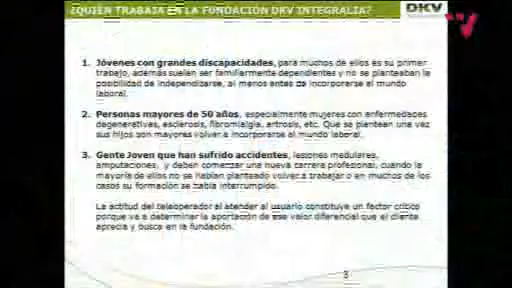 ¿QUIÉN TRABAJA EN LA FUNDACIÓN DKV INTEGRALIA?
DKV
1. Jóvenes con grandes discapacidades, para muchos de ellos es su primer
trabajo, además suelen ser familiarmente dependientes y no se planteaban la
posibilidad de independizarse, al menos antes de incorporarse al mundo
laboral.
2. Personas mayores de 50 años, especialmente mujeres con enfermedades
degenerativas, esclerosis, fibromialgia, artrosis, etc. Que se plantean una vez
sus hijos son mayores volver a incorporarse al mundo laboral.
3. Gente Joven que han sufrido accidentes, lesiones medulares,
amputaciones, y deben comenzar una nueva carrera profesional, cuando la
mayoría de ellos no se habían planteado volver a trabajar o en muchos de los
casos su formación se había interrumpido.
La actitud del teleoperador al atender al usuario constituye un factor crítico
porque va a determinar la aportación de ese valor diferencial que el cliente
aprecia y busca en la fundación.
3